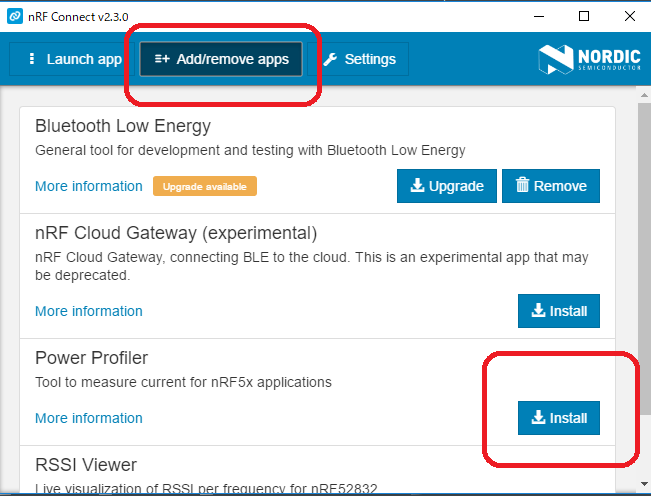 nRF Connect v2.3.0
Launch app
Add/remove apps
Settings
NORDIC
SEMICONDUCTOR
Bluetooth Low Energy
General tool for development and testing with Bluetooth Low Energy
More information
Upgrade available
Upgrade
Remove
nRF Cloud Gateway (experimental)
nRF Cloud Gateway, connecting BLE to the cloud. This is an experimental app that may
be deprecated.
More information
Install
Power Profiler
Tool to measure current for nRF5x applications
More information
Install
RSSI Viewer
Live visualization of RSSI per frequency for nRF52832